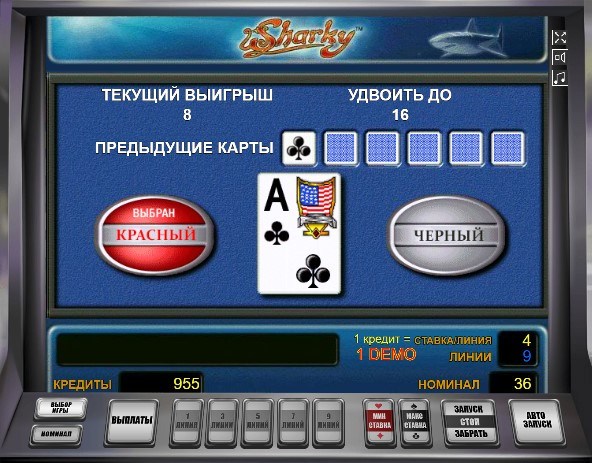 Sharky™
ТЕКУЩИЙ ВЫИГРЫШ
УДВОИТЬ ДО
8
16
ПРЕДЫДУЩИЕ КАРТЫ
A
ВЫБРАН
КРАСНЫЙ
ЧЕРНЫЙ
1 кредит = СТАВКА/ЛИНИЯ 4
1 DEMO ЛИНИИ 9
КРЕДИТЫ 955
НОМИНАЛ 36
ВЫБОР
ИГРЫ
НОМИНАЛ
ВЫПЛАТЫ
1
ЛИНИЯ
3
ЛИНИИ
5
ЛИНИЙ
7
ЛИНИЙ
9
ЛИНИЙ
МИН
СТАВКА
МАКС
СТАВКА
ЗАПУСК
СТОП
ЗАБРАТЬ
АВТО
ЗАПУСК